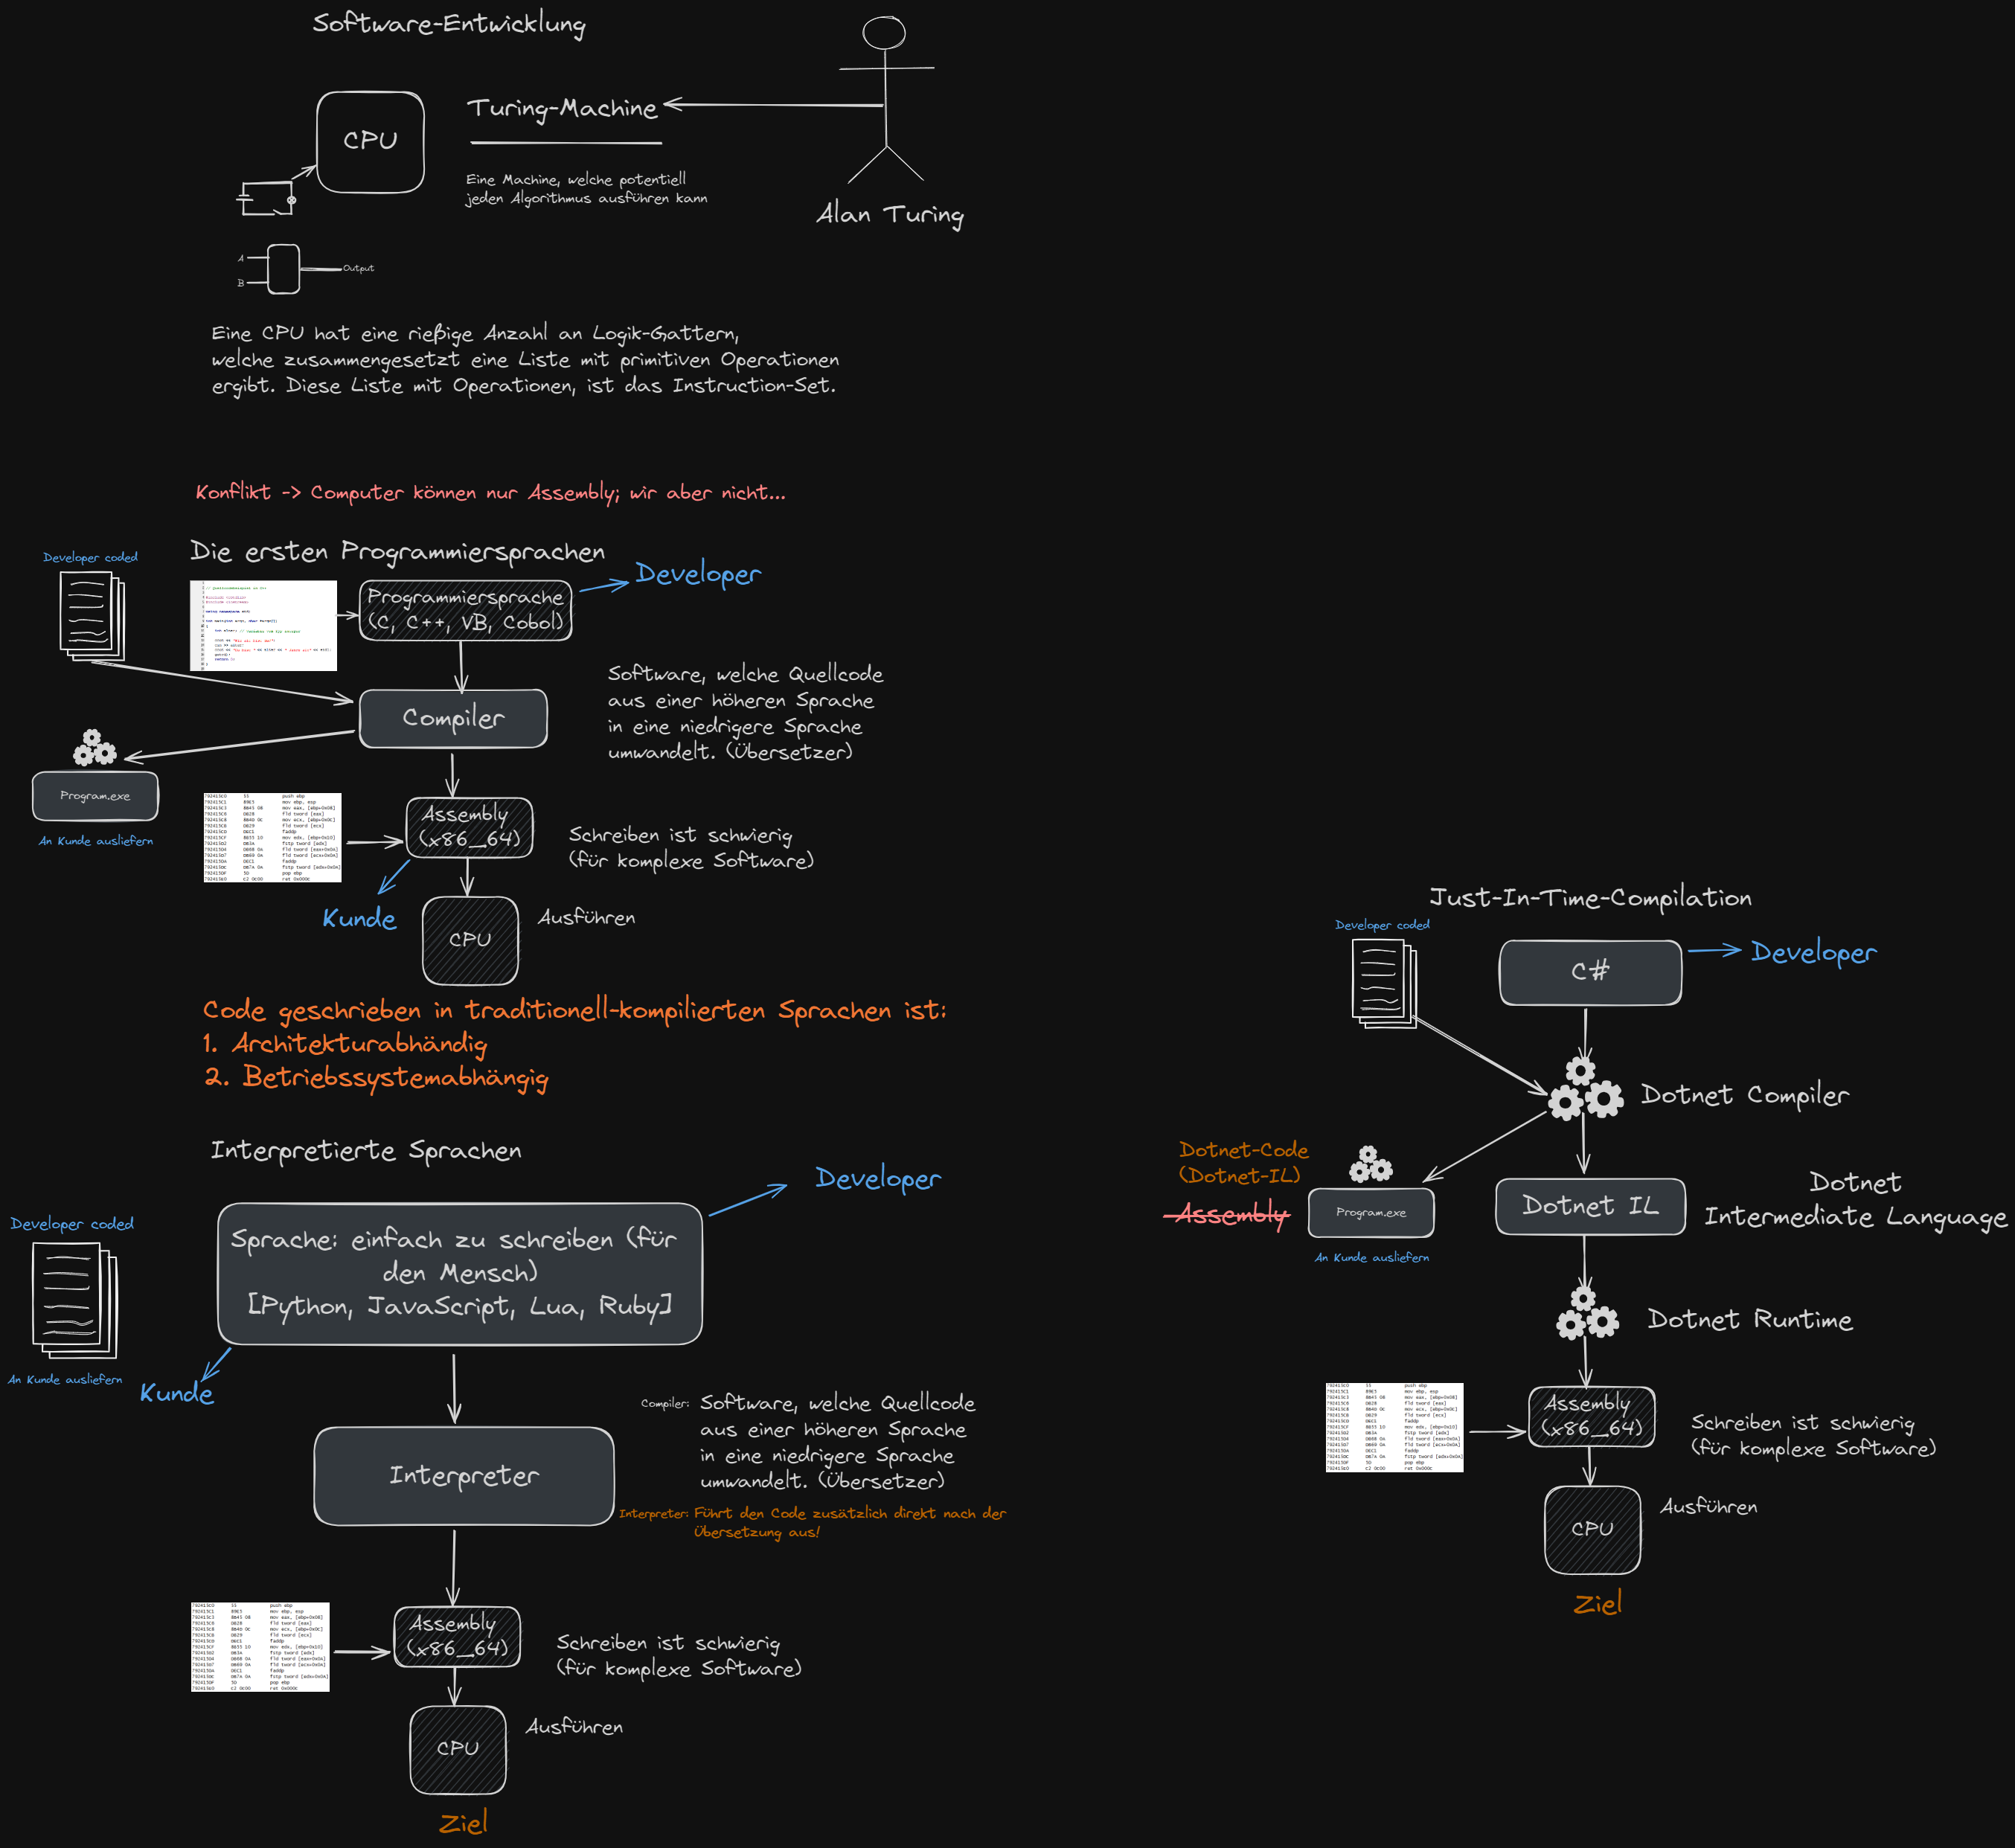 Software-Entwicklung
CPU
Turing-Machine
Eine Machine, welche potentiell
jeden Algorithmus ausführen kann
Alan Turing
A
B
Output
Eine CPU hat eine rießige Anzahl an Logik-Gattern,
welche zusammengesetzt eine Liste mit primitiven Operationen
ergibt. Diese Liste mit Operationen, ist das Instruction-Set.
Konflikt -> Computer können nur Assembly; wir aber nicht...
Die ersten Programmiersprachen
Developer coded
Programmiersprache
(C, C++, VB, Cobol)
Developer
Compiler
Software, welche Quellcode
aus einer höheren Sprache
in eine niedrigere Sprache
umwandelt. (Übersetzer)
Program.exe
An Kunde ausliefern
Assembly
(x86_64)
Schreiben ist schwierig
(für komplexe Software)
Kunde
CPU
Ausführen
Code geschrieben in traditionell-kompilierten Sprachen ist:
1. Architekturabhändig
2. Betriebssystemabhängig
Interpretierte Sprachen
Developer
Developer coded
Sprache: einfach zu schreiben (für
den Mensch)
[Python, JavaScript, Lua, Ruby]
An Kunde ausliefern
Kunde
Compiler: Software, welche Quellcode
aus einer höheren Sprache
in eine niedrigere Sprache
umwandelt. (Übersetzer)
Interpreter
Interpreter: Führt den Code zusätzlich direkt nach der
Übersetzung aus!
Assembly
(x86_64)
Schreiben ist schwierig
(für komplexe Software)
CPU
Ausführen
Ziel
Just-In-Time-Compilation
Developer coded
C#
Developer
Dotnet Compiler
Dotnet-Code
(Dotnet-IL)
Assembly
Program.exe
An Kunde ausliefern
Dotnet IL
Dotnet
Intermediate Language
Dotnet Runtime
Assembly
(x86_64)
Schreiben ist schwierig
(für komplexe Software)
CPU
Ausführen
Ziel